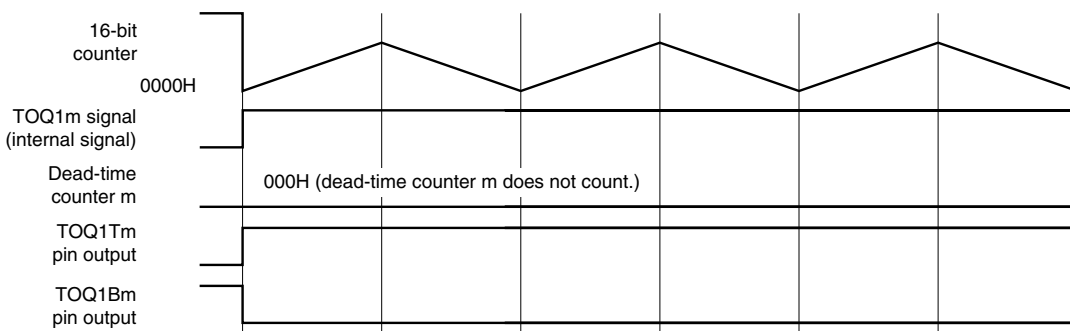 16-bit
counter
0000H
TOQ1m signal
(internal signal)
Dead-time
counter m
000H (dead-time counter m does not count.)
TOQ1Tm
pin output
TOQ1Bm
pin output